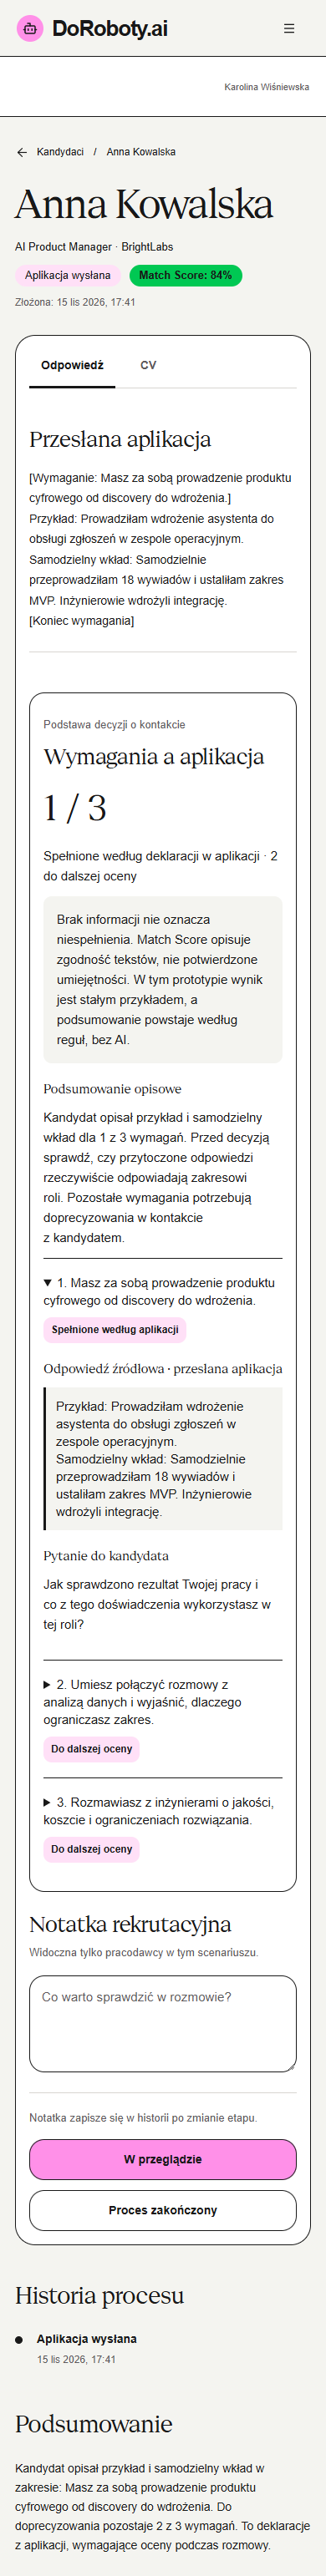 DoRoboty.ai
Karolina Wiśniewska
← Kandydaci / Anna Kowalska
Anna Kowalska
AI Product Manager · BrightLabs
Aplikacja wysłana Match Score: 84%
Złożona: 15 lis 2026, 17:41
Odpowiedź CV
Przesłana aplikacja
[Wymaganie: Masz za sobą prowadzenie produktu
cyfrowego od discovery do wdrożenia.]
Przykład: Prowadziłam wdrożenie asystenta do
obsługi zgłoszeń w zespole operacyjnym.
Samodzielny wkład: Samodzielnie
przeprowadziłam 18 wywiadów i ustaliłam zakres
MVP. Inżynierowie wdrożyli integrację.
[Koniec wymagania]
Podstawa decyzji o kontakcie
Wymagania a aplikacja
1 / 3
Spełnione według deklaracji w aplikacji · 2
do dalszej oceny
Brak informacji nie oznacza
niespełnienia. Match Score opisuje
zgodność tekstów, nie potwierdzone
umiejętności. W tym prototypie wynik
jest stałym przykładem, a
podsumowanie powstaje według
reguł, bez AI.
Podsumowanie opisowe
Kandydat opisał przykład i samodzielny
wkład dla 1 z 3 wymagań. Przed decyzją
sprawdź, czy przytoczone odpowiedzi
rzeczywiście odpowiadają zakresowi
roli. Pozostałe wymagania potrzebują
doprecyzowania w kontakcie
z kandydatem.
▼ 1. Masz za sobą prowadzenie produktu
cyfrowego od discovery do wdrożenia.
Spełnione według aplikacji
Odpowiedź źródłowa · przesłana aplikacja
Przykład: Prowadziłam wdrożenie
asystenta do obsługi zgłoszeń w
zespole operacyjnym.
Samodzielny wkład: Samodzielnie
przeprowadziłam 18 wywiadów i
ustaliłam zakres MVP. Inżynierowie
wdrożyli integrację.
Pytanie do kandydata
Jak sprawdzono rezultat Twojej pracy i
co z tego doświadczenia wykorzystasz w
tej roli?
▶ 2. Umiesz połączyć rozmowy z
analizą danych i wyjaśnić, dlaczego
ograniczasz zakres.
Do dalszej oceny
▶ 3. Rozmawiasz z inżynierami o jakości,
koszcie i ograniczeniach rozwiązania.
Do dalszej oceny
Notatka rekrutacyjna
Widoczna tylko pracodawcy w tym scenariuszu.
Co warto sprawdzić w rozmowie?
Notatka zapisze się w historii po zmianie etapu.
W przeglądzie
Proces zakończony
Historia procesu
Aplikacja wysłana
15 lis 2026, 17:41
Podsumowanie
Kandydat opisał przykład i samodzielny wkład w
zakresie: Masz za sobą prowadzenie produktu
cyfrowego od discovery do wdrożenia. Do
doprecyzowania pozostaje 2 z 3 wymagań. To deklaracje
z aplikacji, wymagające oceny podczas rozmowy.